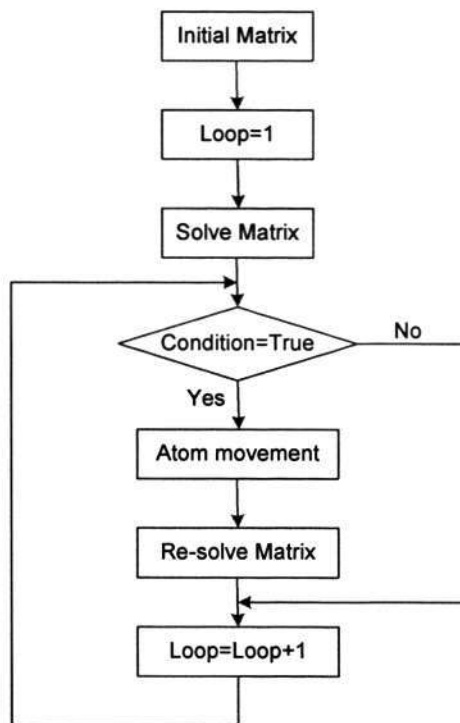 Initial Matrix
Loop=1
Solve Matrix
Condition=True
No
Yes
Atom movement
Re-solve Matrix
Loop=Loop+1